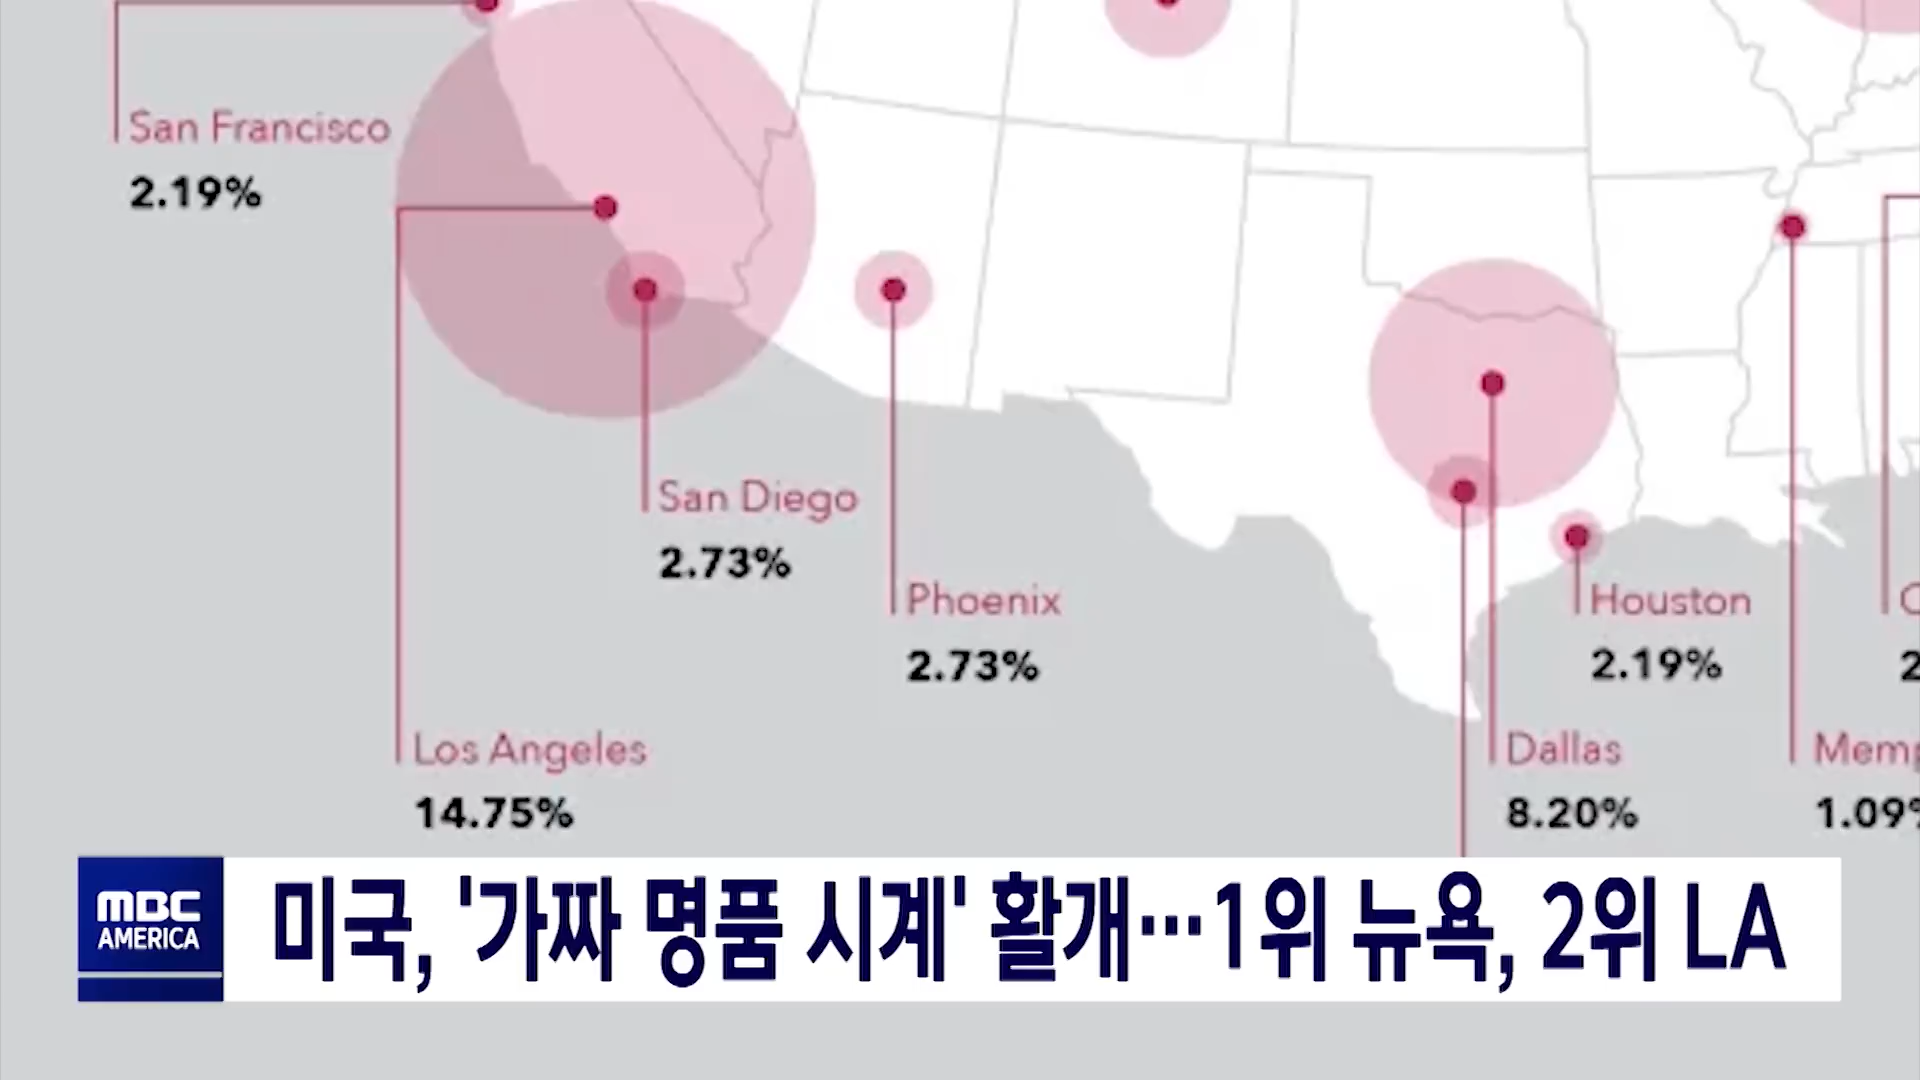 San Francisco
2.19%
San Diego
2.73%
Phoenix
2.73%
Houston
2.19%
Los Angeles
14.75%
Dallas
8.20%
1.09%
MBC
AMERICA
미국, '가짜 명품 시계' 활개…1위 뉴욕, 2위 LA